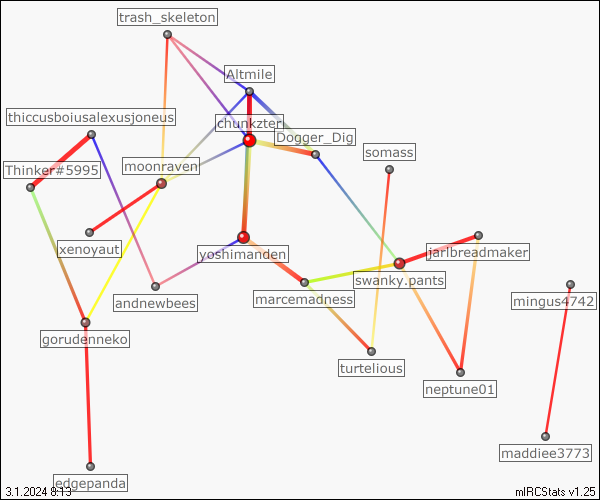 trash_skeleton
Altmile
thiccusboiusalexusjoneus
chunkzter
Dogger_Dig
somass
Thinker#5995
moonraven
xenoyaut
yoshimanden
jarlbreadmaker
swanky.pants
andnewbees
marcemadness
mingus4742
gorudenneko
turtelious
neptune01
maddiee3773
edgepanda
3.1.2024 8:13
mIRCStats v1.25